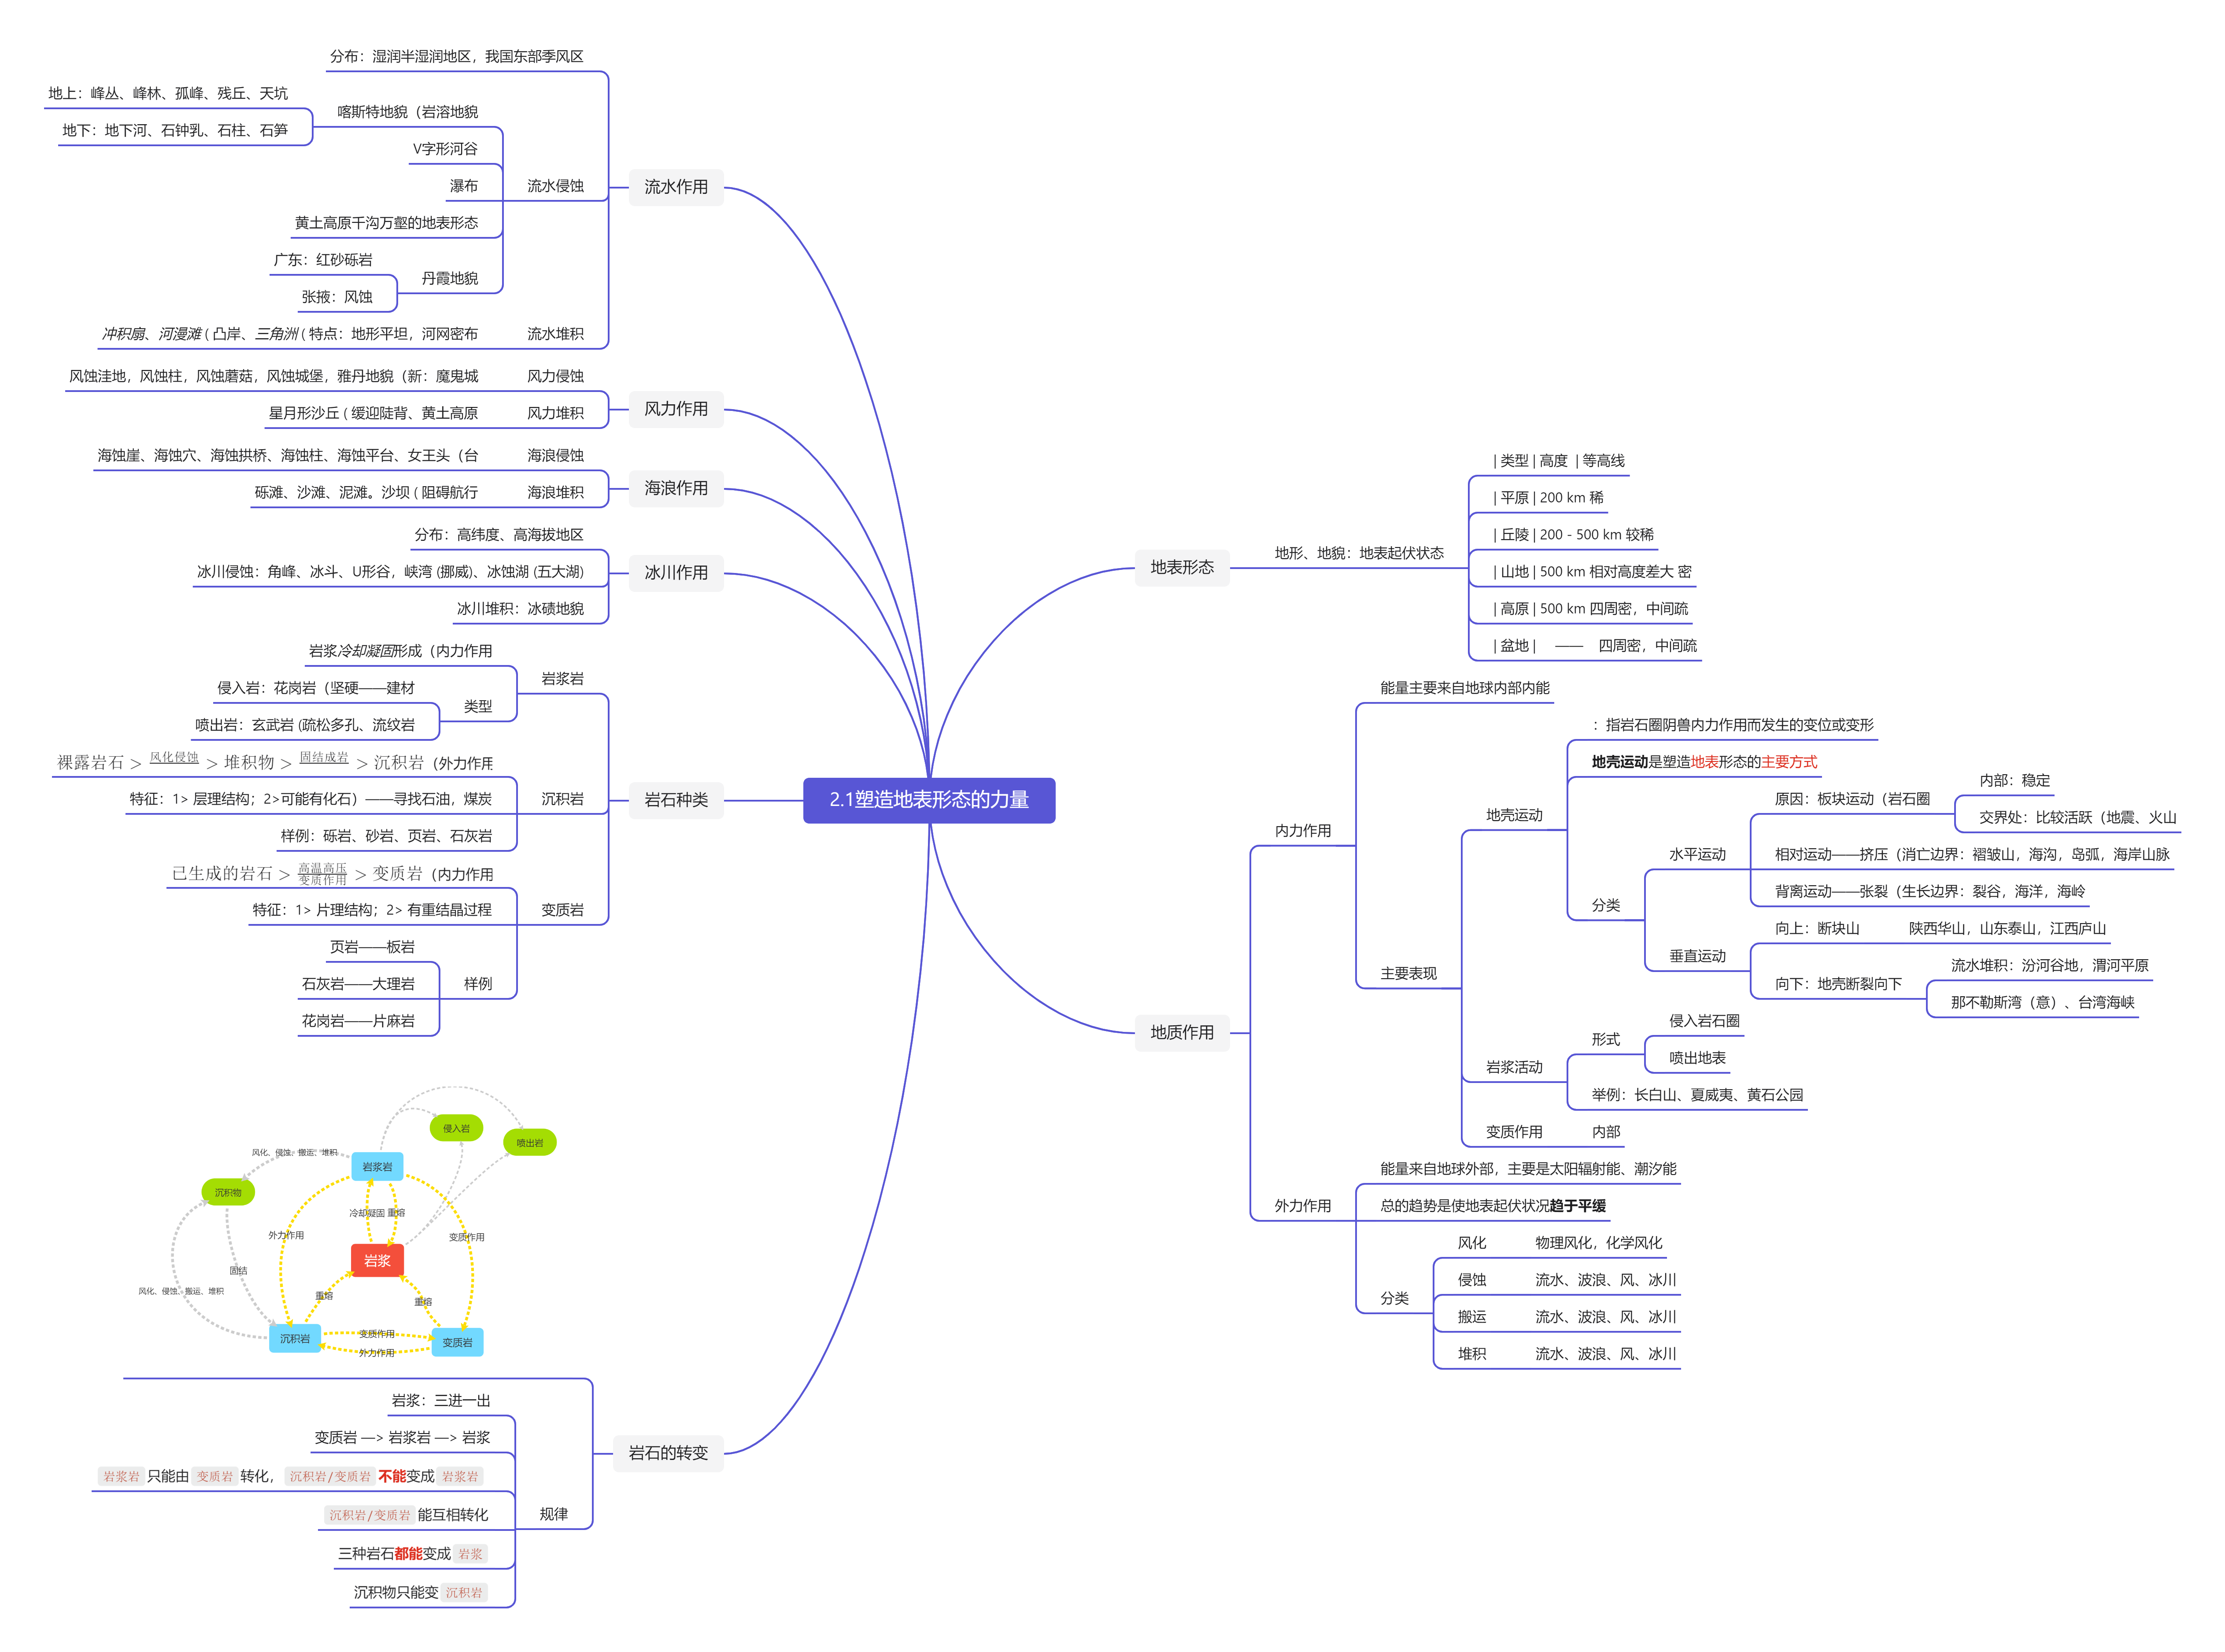 2.1塑造地表形态的力量
流水作用
分布：湿润半湿润地区，我国东部季风区
流水侵蚀
喀斯特地貌（岩溶地貌
地上：峰丛、峰林、孤峰、残丘、天坑
地下：地下河、石钟乳、石柱、石笋
V字形河谷
瀑布
黄土高原千沟万壑的地表形态
丹霞地貌
广东：红砂砾岩
张掖：风蚀
流水堆积
冲积扇、河漫滩 ( 凸岸、三角洲 ( 特点：地形平坦，河网密布
风力作用
风力侵蚀
风蚀洼地，风蚀柱，风蚀蘑菇，风蚀城堡，雅丹地貌（新：魔鬼城
风力堆积
星月形沙丘 ( 缓迎陡背、黄土高原
海浪作用
海浪侵蚀
海蚀崖、海蚀穴、海蚀拱桥、海蚀柱、海蚀平台、女王头（台
海浪堆积
砾滩、沙滩、泥滩。沙坝 ( 阻碍航行
冰川作用
分布：高纬度、高海拔地区
冰川侵蚀：角峰、冰斗、U形谷，峡湾 (挪威)、冰蚀湖 (五大湖)
冰川堆积：冰碛地貌
岩石种类
岩浆岩
岩浆冷却凝固形成（内力作用
类型
侵入岩：花岗岩（坚硬——建材
喷出岩：玄武岩 (疏松多孔、流纹岩
沉积岩
裸露岩石 > 风化侵蚀 > 堆积物 > 固结成岩 > 沉积岩（外力作用
特征：1> 层理结构；2>可能有化石）——寻找石油，煤炭
样例：砾岩、砂岩、页岩、石灰岩
变质岩
已生成的岩石 > 高温高压 变质作用 > 变质岩（内力作用
特征：1> 片理结构；2> 有重结晶过程
样例
页岩——板岩
石灰岩——大理岩
花岗岩——片麻岩
岩石的转变
侵入岩
喷出岩
岩浆岩
风化、侵蚀、搬运、堆积
沉积物
冷却凝固
重熔
外力作用
变质作用
岩浆
固结
风化、侵蚀、搬运、堆积
重熔
重熔
沉积岩
变质作用
外力作用
变质岩
规律
岩浆：三进一出
变质岩 —> 岩浆岩 —> 岩浆
岩浆岩 只能由 变质岩 转化， 沉积岩/变质岩 不能变成 岩浆岩
沉积岩/变质岩 能互相转化
三种岩石都能变成 岩浆
沉积物只能变 沉积岩
地表形态
地形、地貌：地表起伏状态
| 类型 | 高度 | 等高线
| 平原 | 200 km 稀
| 丘陵 | 200 - 500 km 较稀
| 山地 | 500 km 相对高度差大 密
| 高原 | 500 km 四周密，中间疏
| 盆地 | —— 四周密，中间疏
地质作用
内力作用
能量主要来自地球内部内能
主要表现
地壳运动
：指岩石圈阴兽内力作用而发生的变位或变形
地壳运动是塑造地表形态的主要方式
分类
水平运动
原因：板块运动（岩石圈
内部：稳定
交界处：比较活跃（地震、火山
相对运动——挤压（消亡边界：褶皱山，海沟，岛弧，海岸山脉
背离运动——张裂（生长边界：裂谷，海洋，海岭
垂直运动
向上：断块山
陕西华山，山东泰山，江西庐山
向下：地壳断裂向下
流水堆积：汾河谷地，渭河平原
那不勒斯湾（意）、台湾海峡
岩浆活动
形式
侵入岩石圈
喷出地表
举例：长白山、夏威夷、黄石公园
变质作用
内部
外力作用
能量来自地球外部，主要是太阳辐射能、潮汐能
总的趋势是使地表起伏状况趋于平缓
分类
风化
物理风化，化学风化
侵蚀
流水、波浪、风、冰川
搬运
流水、波浪、风、冰川
堆积
流水、波浪、风、冰川